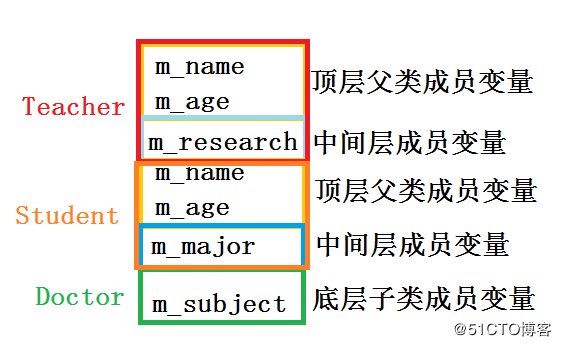 m_name
m_age
顶层父类成员变量
Teacher
m_research
中间层成员变量
m_name
m_age
顶层父类成员变量
Student
m_major
中间层成员变量
Doctor
m_subject
底层子类成员变量
@51CTO博客